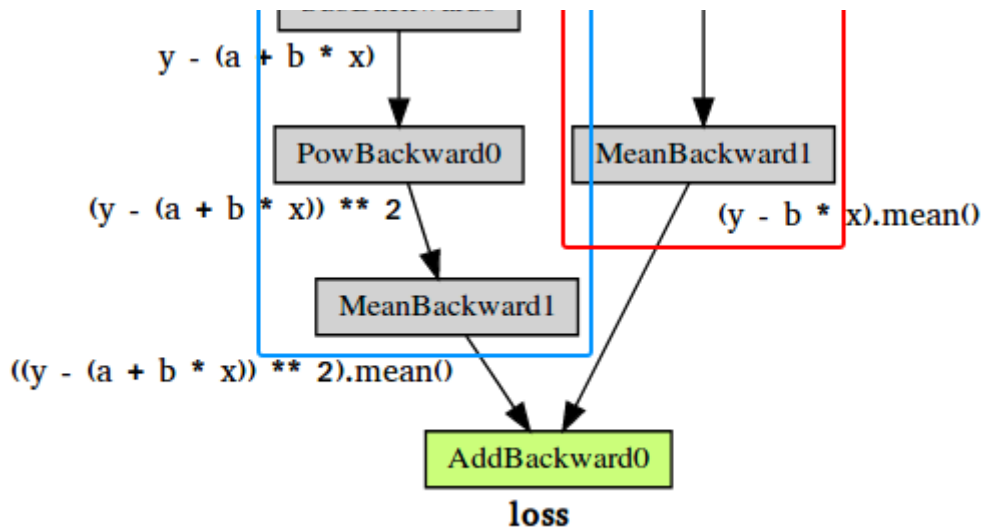 y - (a + b * x)
PowBackward0
MeanBackward1
(y - (a + b * x)) ** 2
(y - b * x).mean()
MeanBackward1
((y - (a + b * x)) ** 2).mean()
AddBackward0
loss